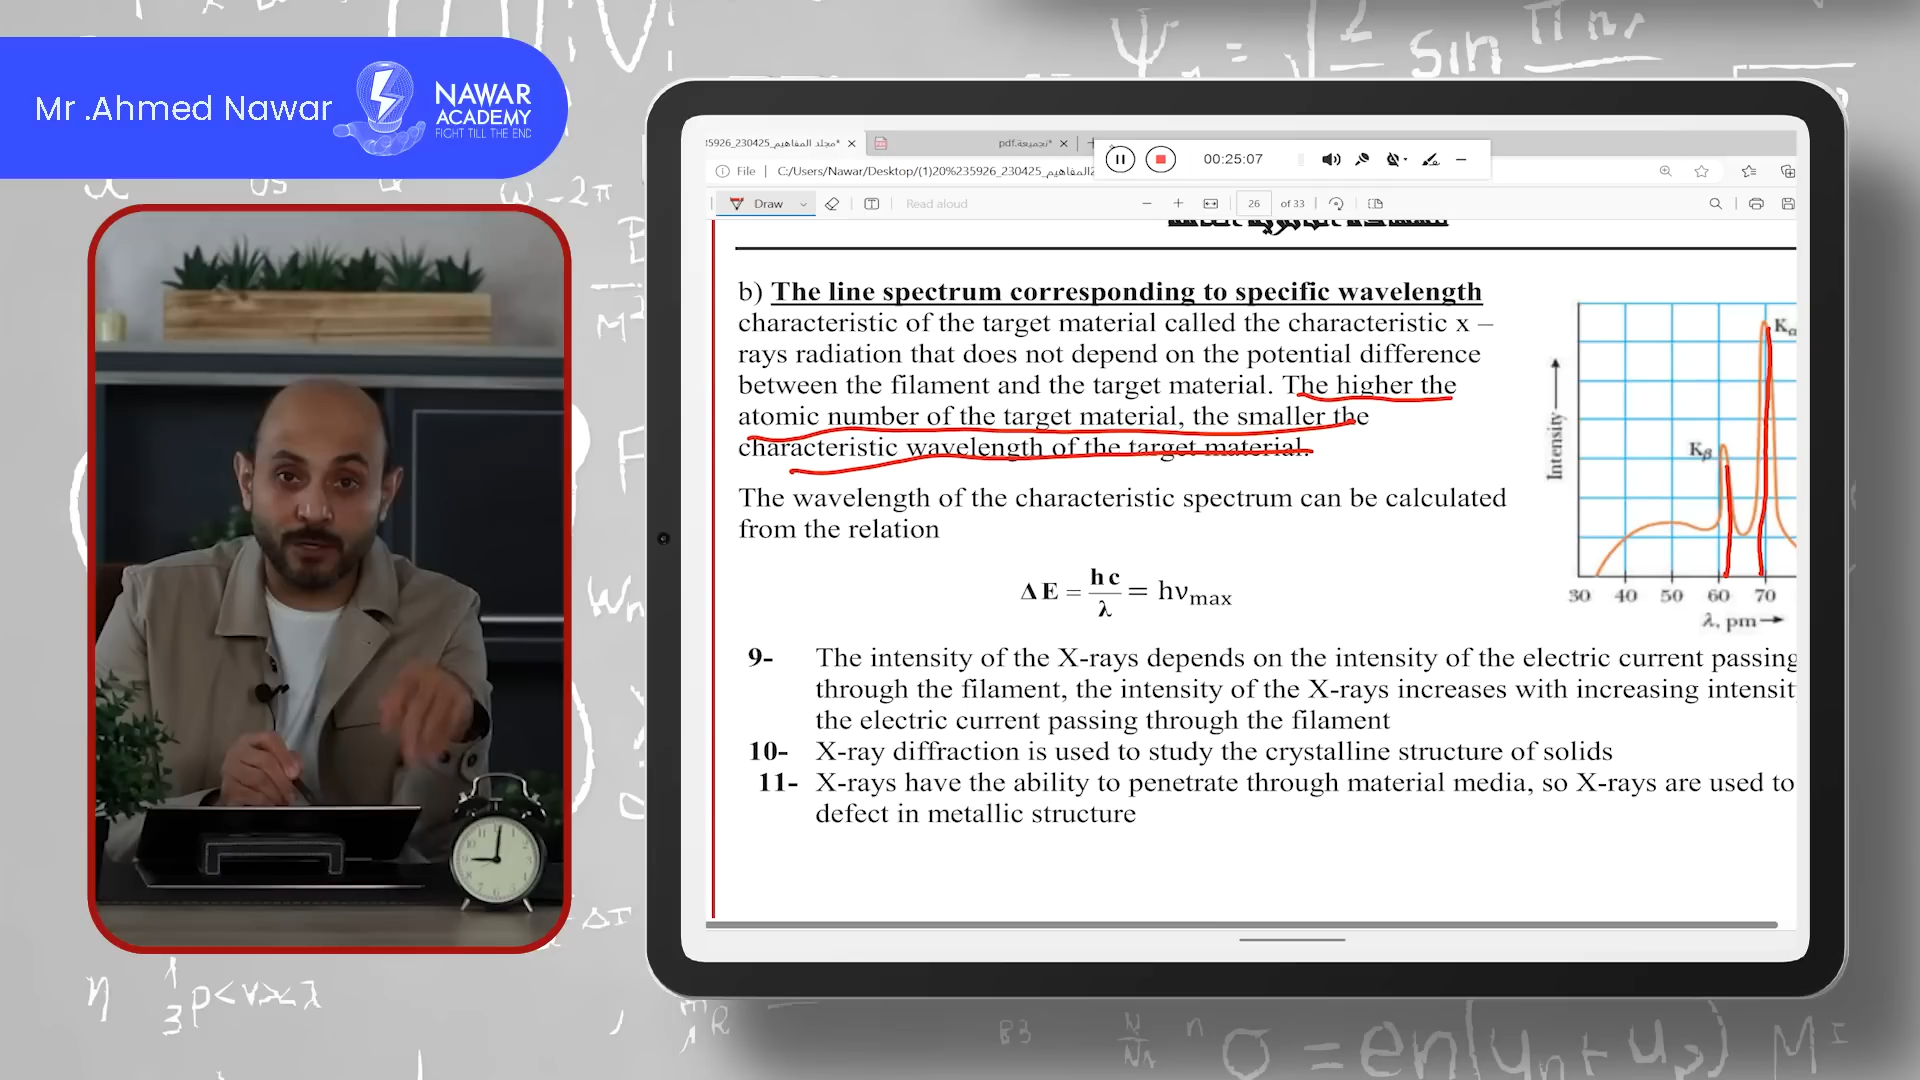 Mr .Ahmed Nawar
NAWAR
ACADEMY
FIGHT TILL THE END
pdf.تجميعة*
00:25:07
File
Draw
Read aloud
26
of 33
b) The line spectrum corresponding to specific wavelength
characteristic of the target material called the characteristic x –
rays radiation that does not depend on the potential difference
between the filament and the target material. The higher the
atomic number of the target material, the smaller the
characteristic wavelength of the target material.
The wavelength of the characteristic spectrum can be calculated
from the relation
Δ E = h c / λ = hνmax
Intensity
Kα
Kβ
30 40 50 60 70
λ, pm
9- The intensity of the X-rays depends on the intensity of the electric current passing
through the filament, the intensity of the X-rays increases with increasing intensit
the electric current passing through the filament
10- X-ray diffraction is used to study the crystalline structure of solids
11- X-rays have the ability to penetrate through material media, so X-rays are used to
defect in metallic structure